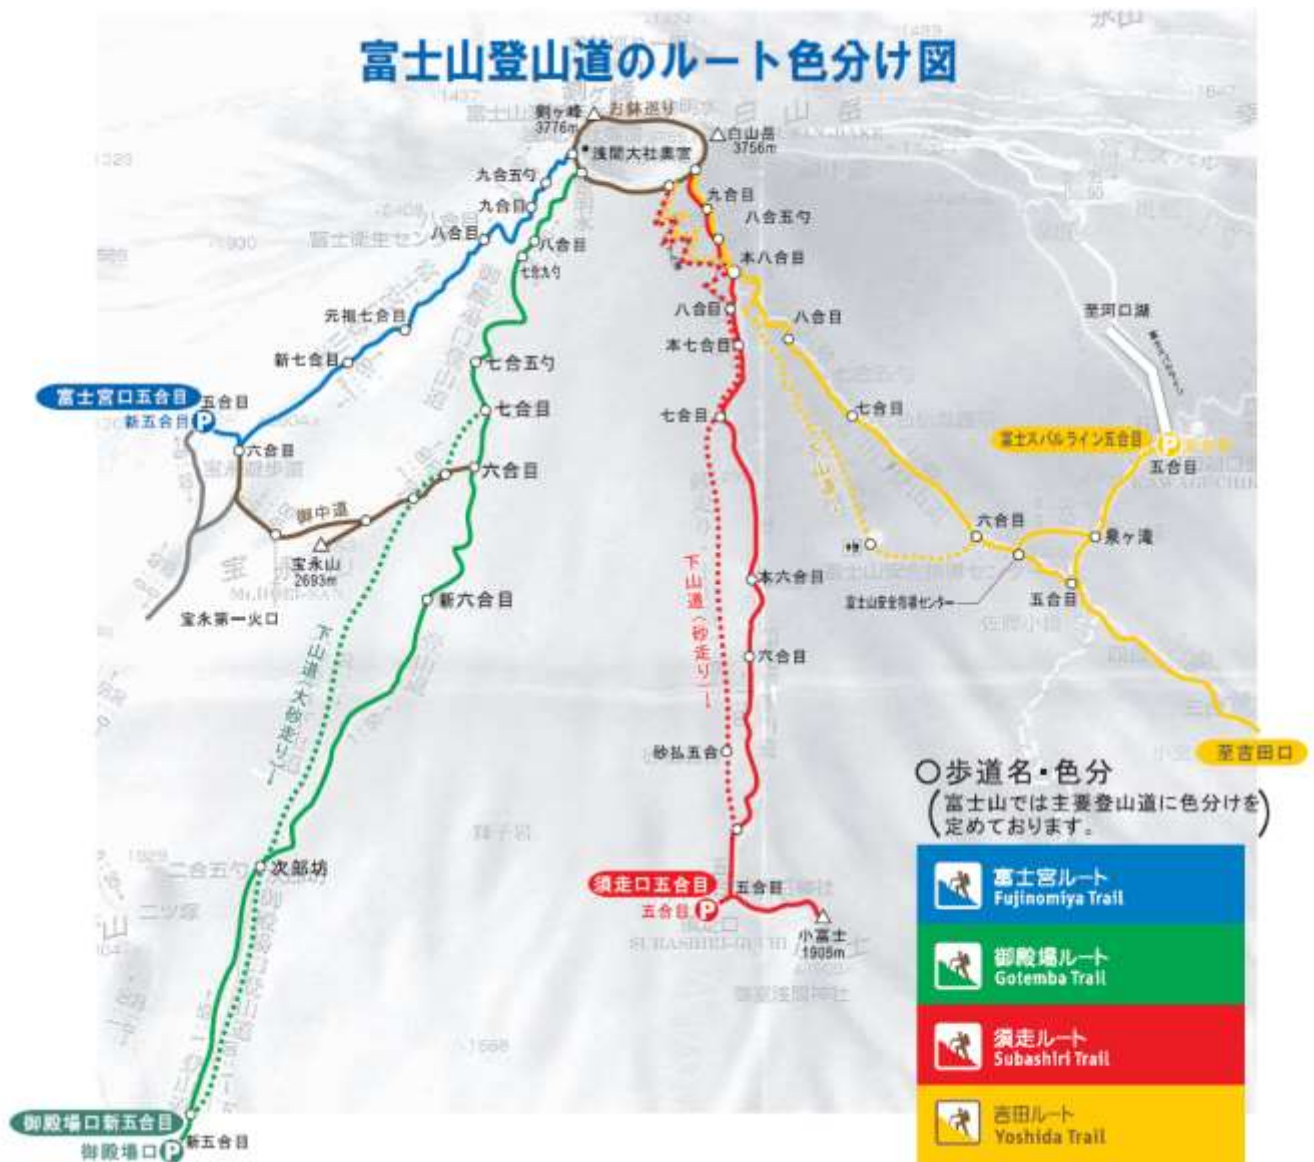 富士山登山道のルート色分け図
剣ヶ峰
3776m
お鉢巡り
白山岳
3756m
浅間大社奥宮
九合五勺
九合目
八合目
元祖七合目
新七合目
富士宮口五合目
五合目
新五合目 P
六合目
御中道
宝永山
2693m
宝永第一火口
八合目
七合九勺
七合五勺
七合目
六合目
新六合目
下山道(大砂走り)
次郎坊
御殿場口新五合目
新五合目
御殿場口 P
九合目
八合五勺
本八合目
八合目
本七合目
七合目
下山道(砂走り)
本六合目
六合目
砂払五合
須走口五合目
五合目
五合目 P
小富士
1905m
八合目
七合目
六合目
富士山安全指導センター
五合目
泉ヶ滝
富士スバルライン五合目
P
五合目
至河口湖
至吉田口
○歩道名・色分
(富士山では主要登山道に色分けを
定めております。)
富士宮ルート
Fujinomiya Trail
御殿場ルート
Gotemba Trail
須走ルート
Subashiri Trail
吉田ルート
Yoshida Trail